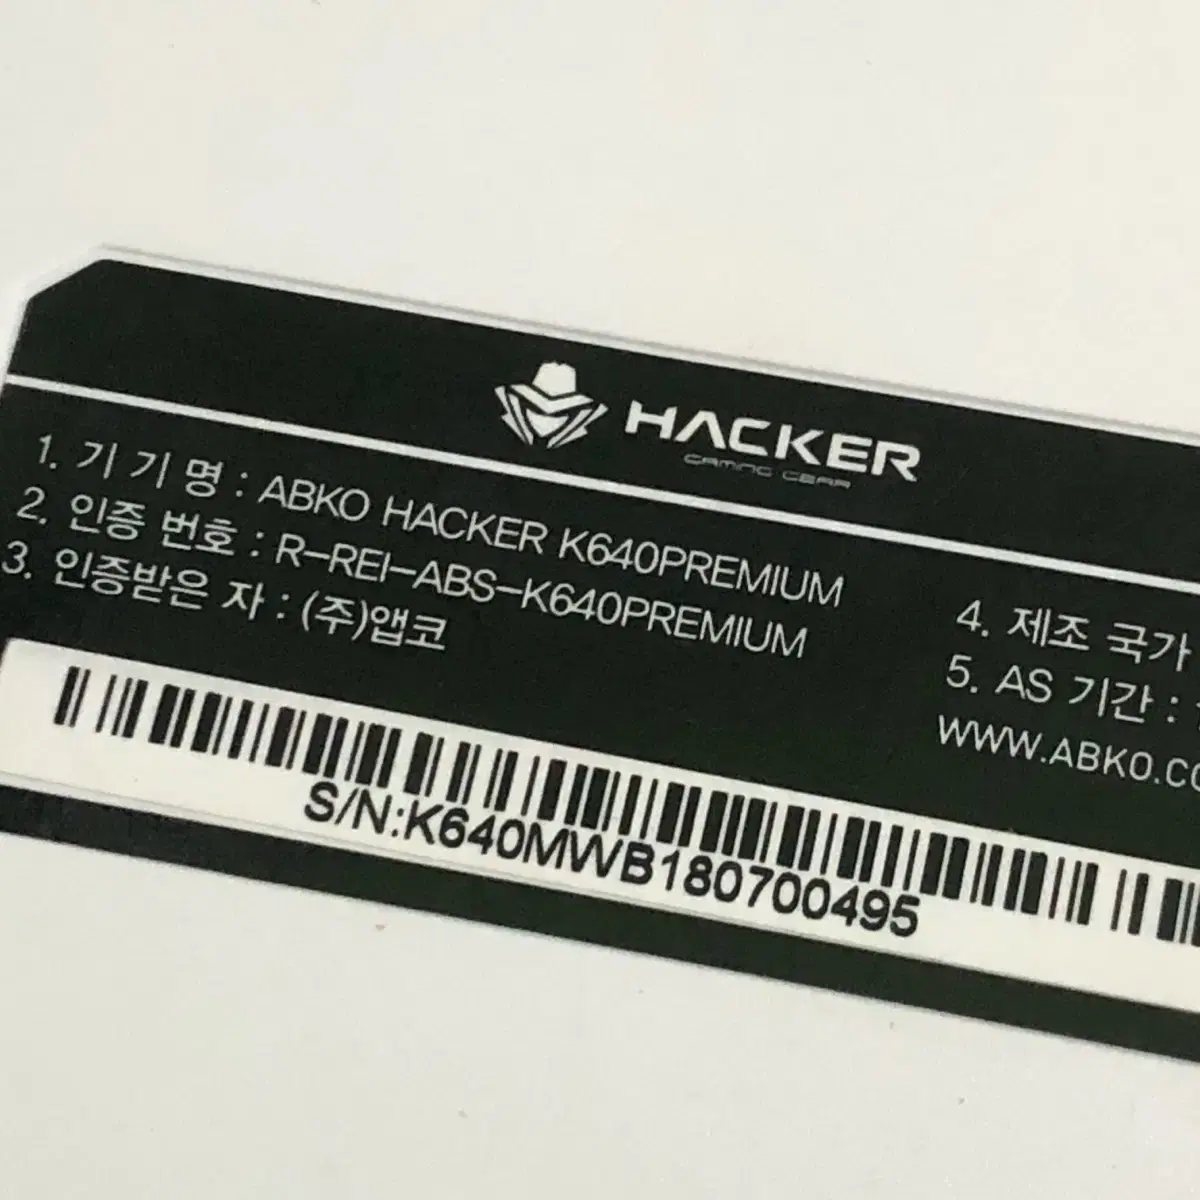 HACKER
GAMING GEAR
1. 기 기 명 : ABKO HACKER K640PREMIUM
2. 인증 번호 : R-REI-ABS-K640PREMIUM
3. 인증받은 자 : (주)앱코
4. 제조 국가
5. AS 기간 :
WWW.ABKO.CO
S/N:K640MWB180700495